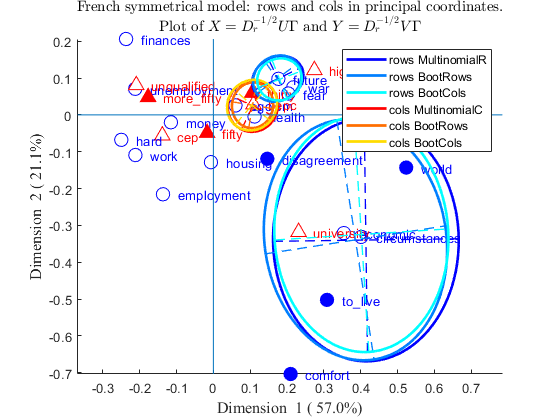 French symmetrical model: rows and cols in principal coordinates.
Plot of $X = D_r^{-1/2}U\Gamma$ and $Y = D_r^{-1/2}V\Gamma$
0.2
0.1
0
-0.1
-0.2
-0.3
-0.4
-0.5
-0.6
-0.7
Dimension 2 ( 21.1%)
finances
unqualified
unemployment
more_fifty
future
war
fear
health
money
fifty
cep
hard
work
housing
disagreement
world
employment
university
economic
circumstances
to_live
comfort
rows MultinomialR
rows BootRows
rows BootCols
cols MultinomialC
cols BootRows
cols BootCols
-0.3 -0.2 -0.1 0 0.1 0.2 0.3 0.4 0.5 0.6 0.7
Dimension 1 ( 57.0%)